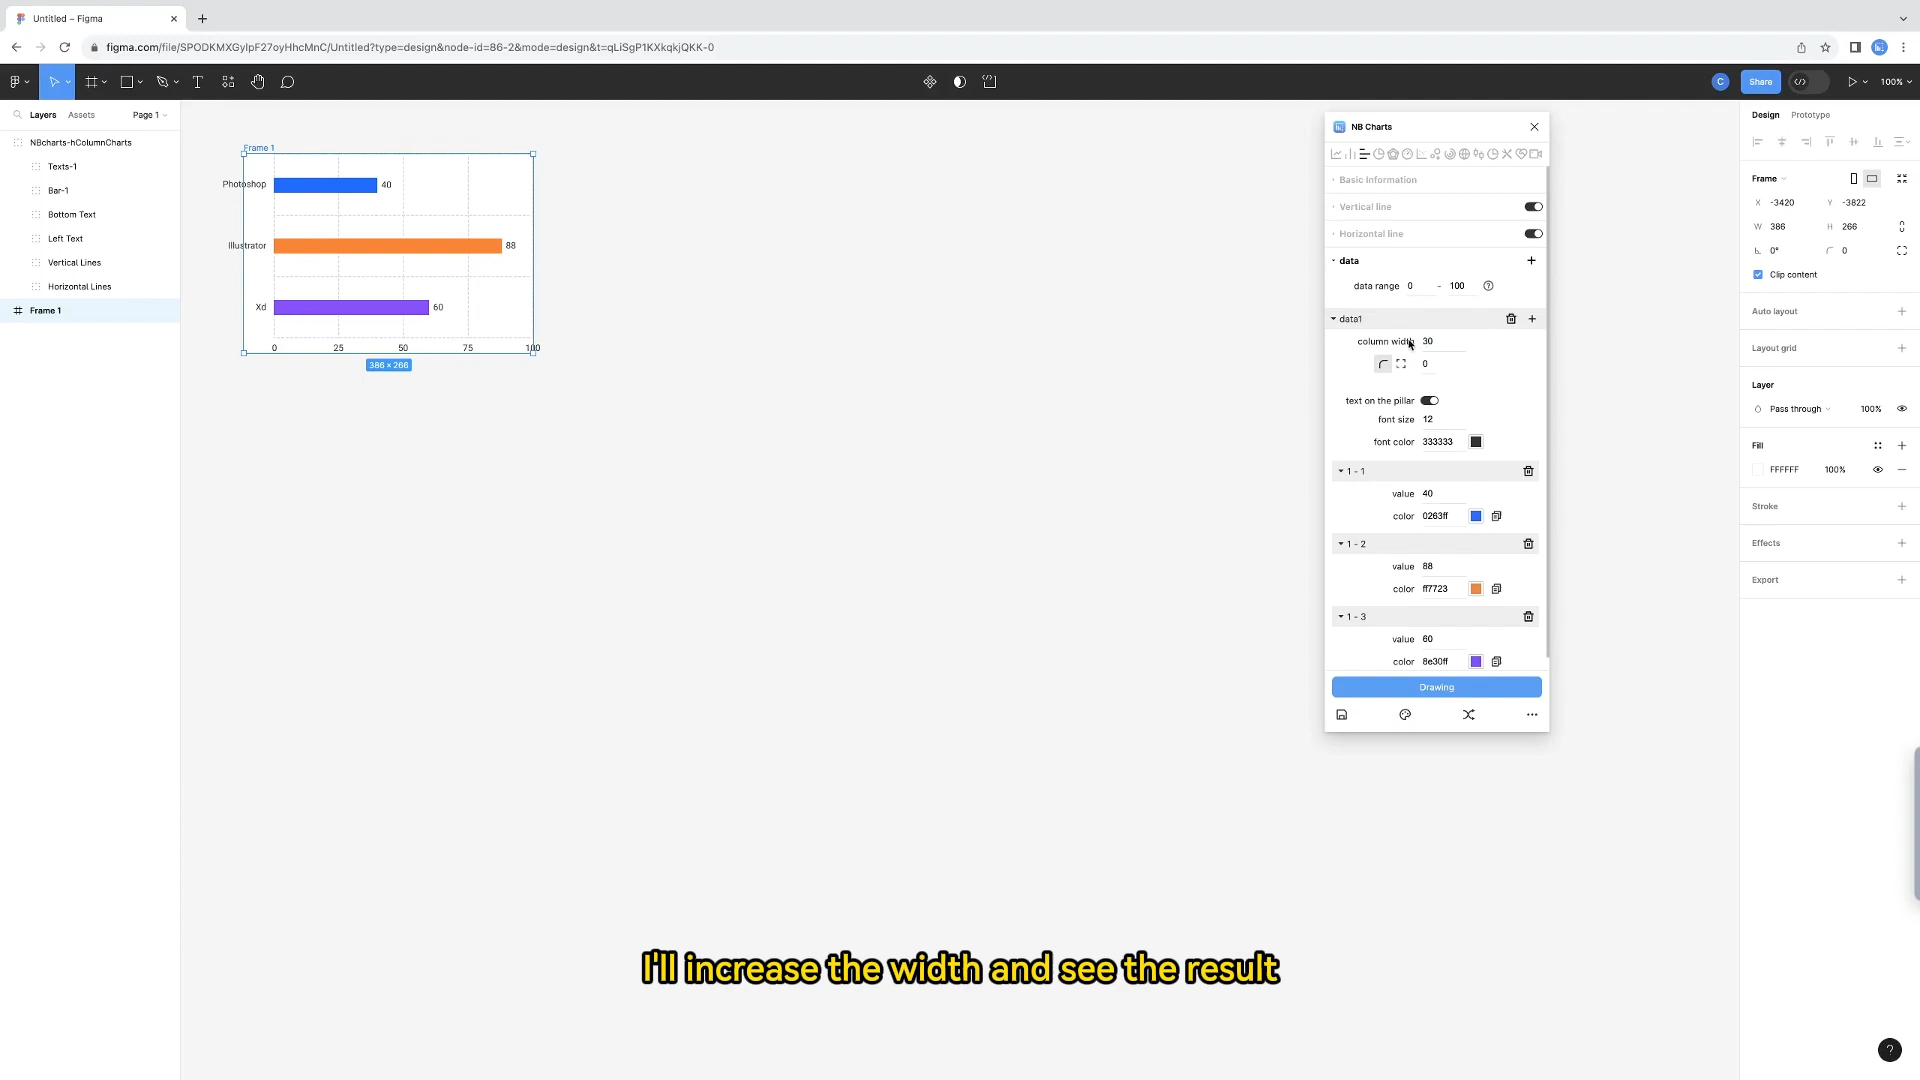 Untitled – Figma
figma.com/file/SPODKMXGylpF27oyHhcMnC/Untitled?type=design&node-id=86-2&mode=design&t=qLiSgP1KXkqkjQKK-0
C
Share
100%
Layers
Assets
Page 1
NBcharts-hColumnCharts
Texts-1
Bar-1
Bottom Text
Left Text
Vertical Lines
Horizontal Lines
Frame 1
Frame 1
Photoshop
40
Illustrator
88
Xd
60
0
25
50
75
100
386 × 266
NB Charts
Basic Information
Vertical line
Horizontal line
data
data range
0
-
100
data1
column width
30
0
text on the pillar
font size
12
font color
333333
1 - 1
value
40
color
0263ff
1 - 2
value
88
color
ff7723
1 - 3
value
60
color
8e30ff
Drawing
Design
Prototype
Frame
X
-3420
Y
-3822
W
386
H
266
0°
0
Clip content
Auto layout
Layout grid
Layer
Pass through
100%
Fill
FFFFFF
100%
Stroke
Effects
Export
I'll increase the width and see the result
?